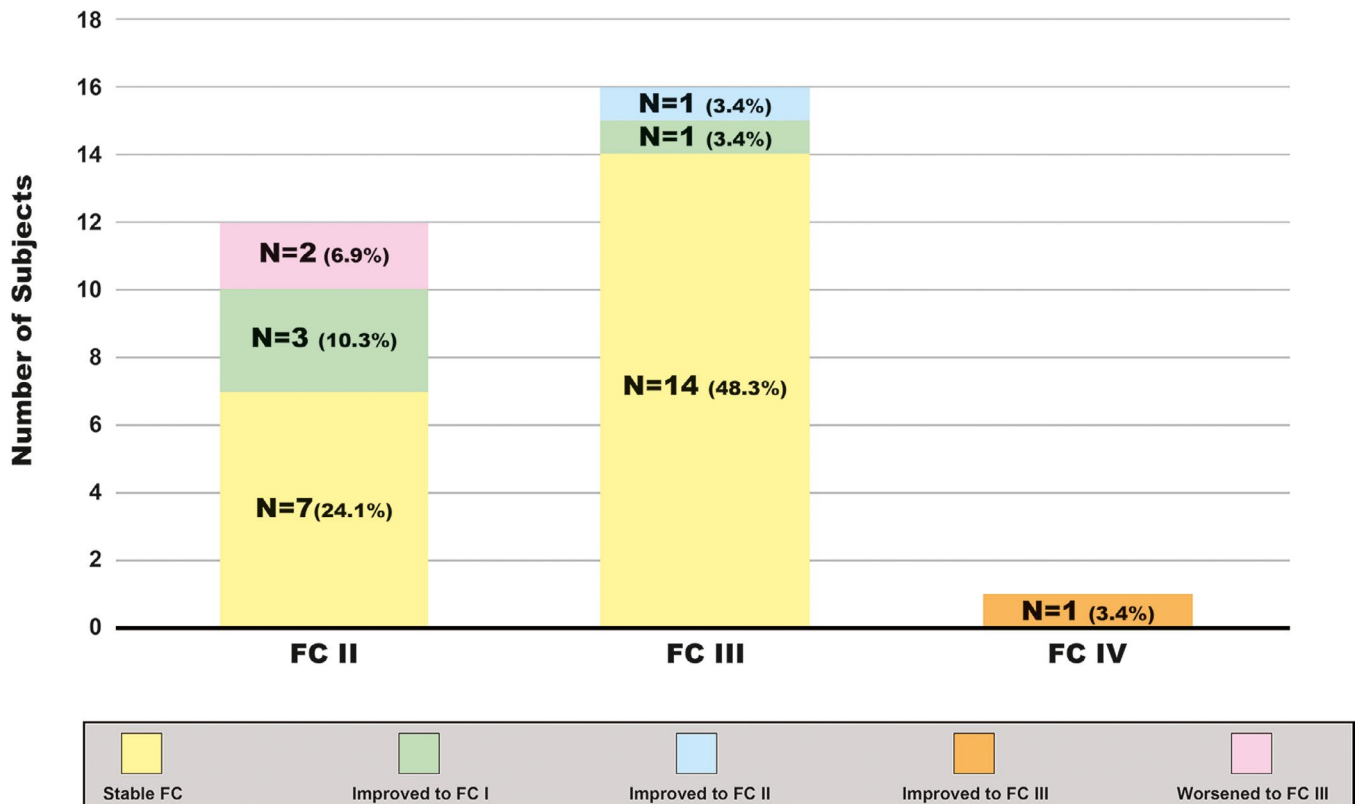 Number of Subjects
18
16
14
12
10
8
6
4
2
0
N=2 (6.9%)
N=3 (10.3%)
N=7(24.1%)
N=1 (3.4%)
N=1 (3.4%)
N=14 (48.3%)
N=1 (3.4%)
FC II
FC III
FC IV
Stable FC
Improved to FC I
Improved to FC II
Improved to FC III
Worsened to FC III